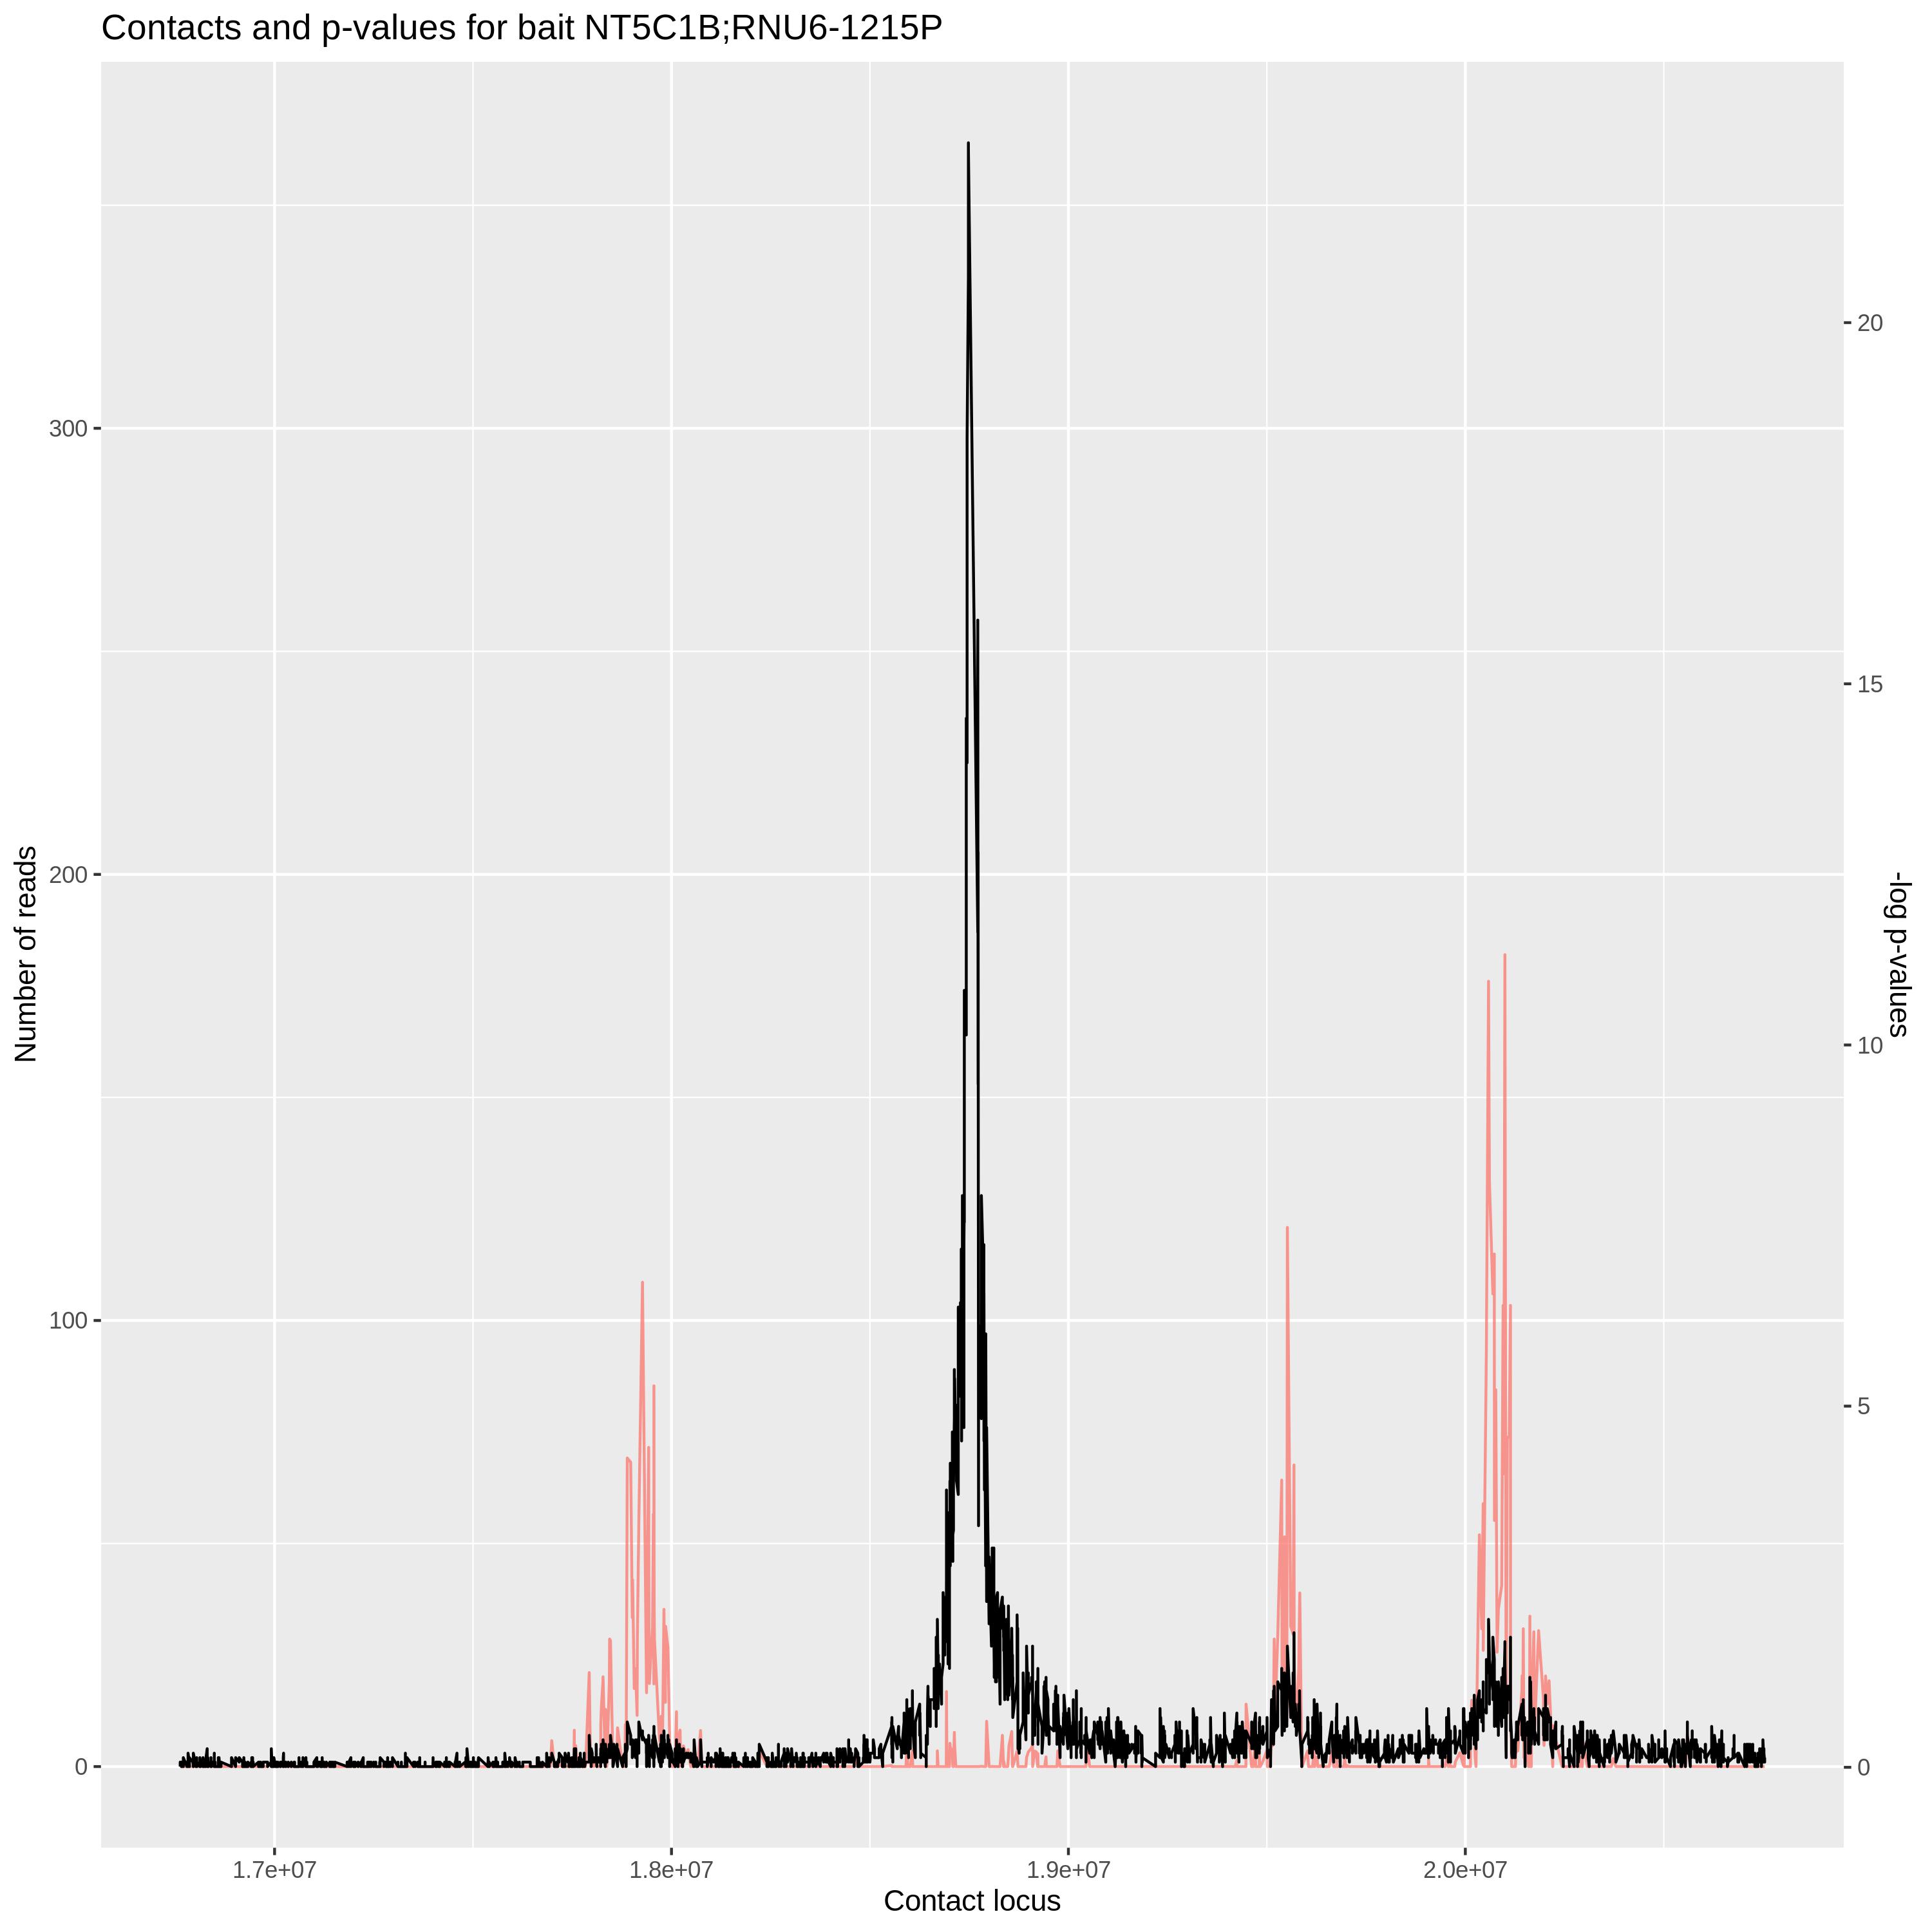 Contacts and p-values for bait NT5C1B;RNU6-1215P
Number of reads
300
200
100
0
20
15
10
5
0
-log p-values
1.7e+07
1.8e+07
1.9e+07
2.0e+07
Contact locus